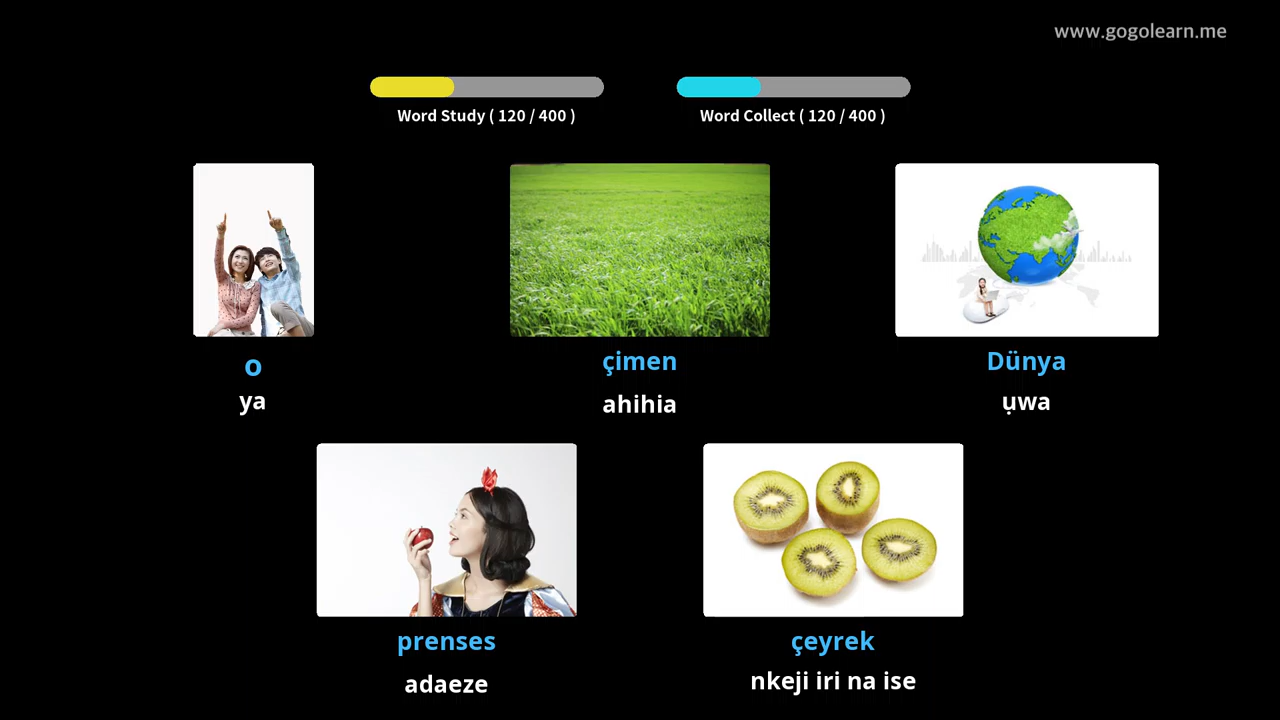 www.gogolearn.me
Word Study ( 120 / 400 )
Word Collect ( 120 / 400 )
o
ya
çimen
ahihia
Dünya
ụwa
prenses
adaeze
çeyrek
nkeji iri na ise